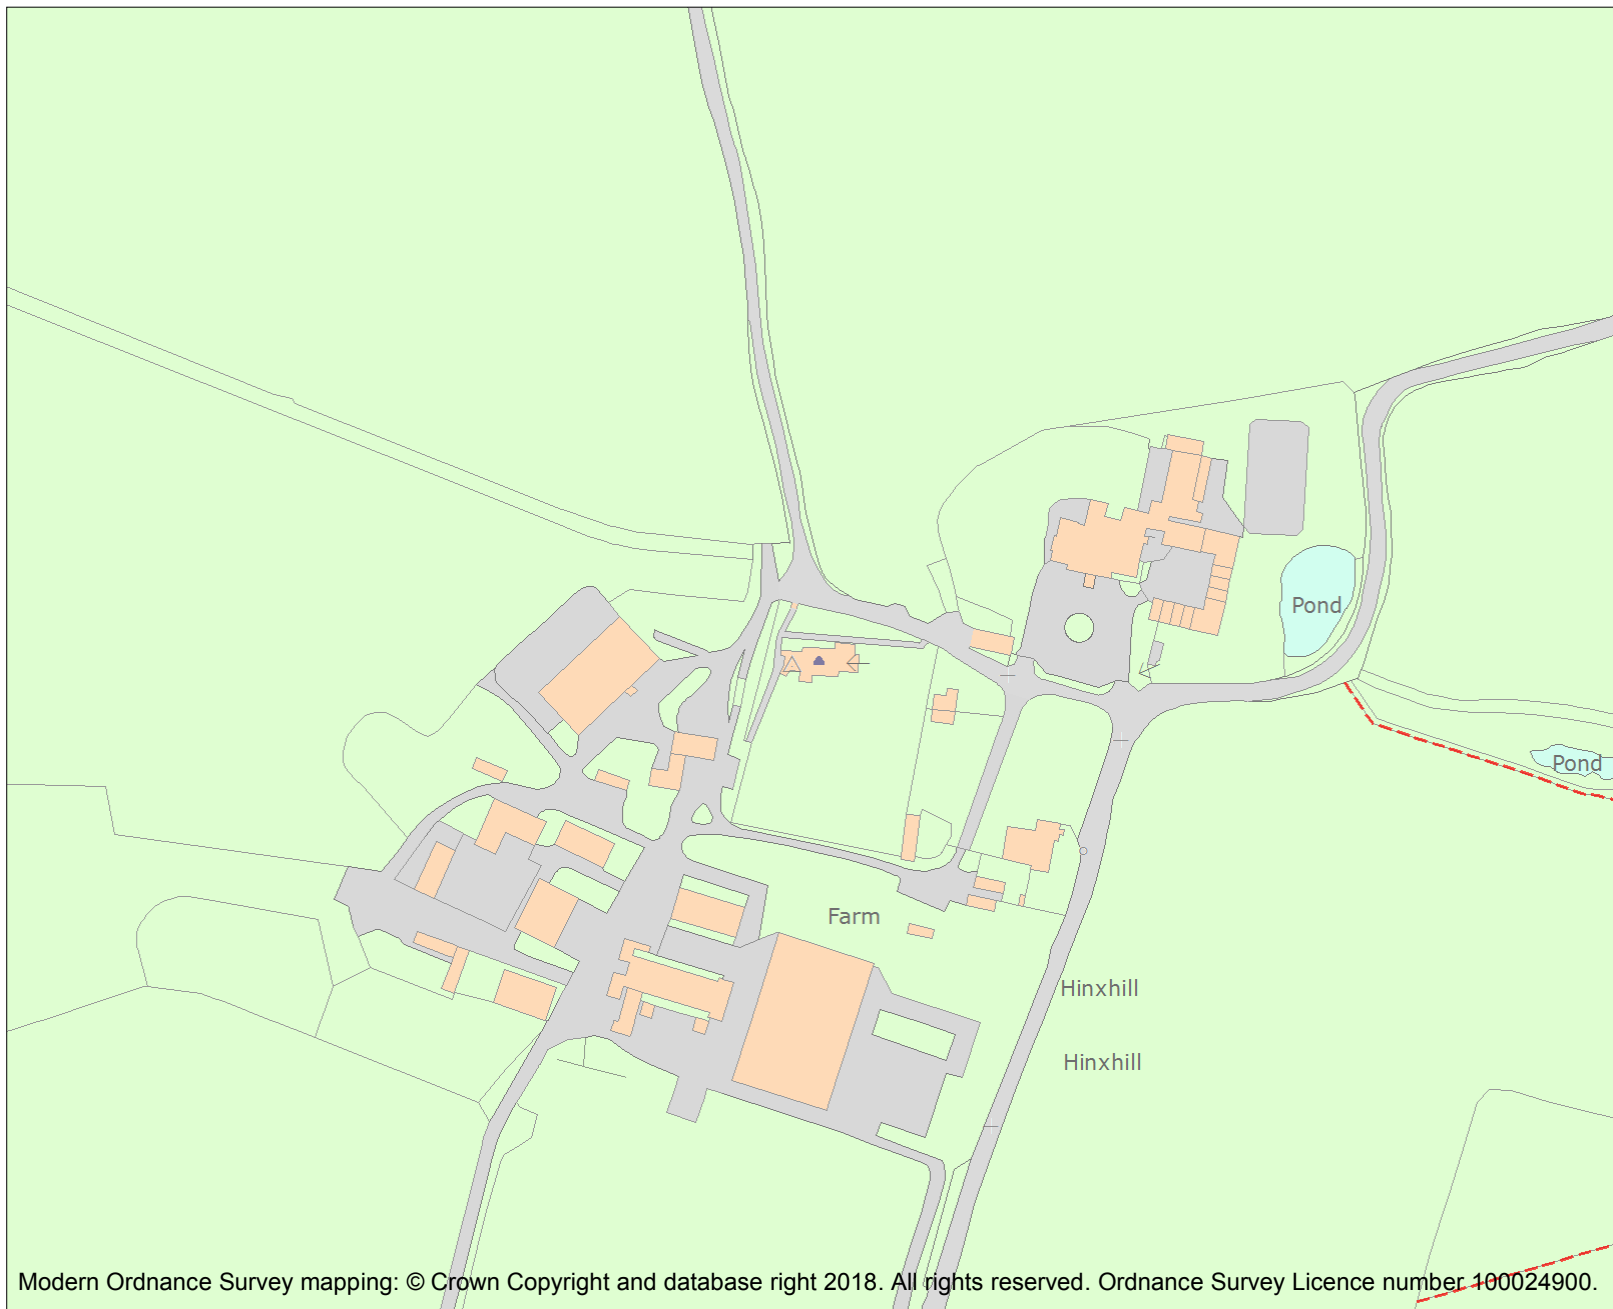 Pond
Pond
Farm
Hinxhill
Hinxhill
Modern Ordnance Survey mapping: © Crown Copyright and database right 2018. All rights reserved. Ordnance Survey Licence number 100024900.